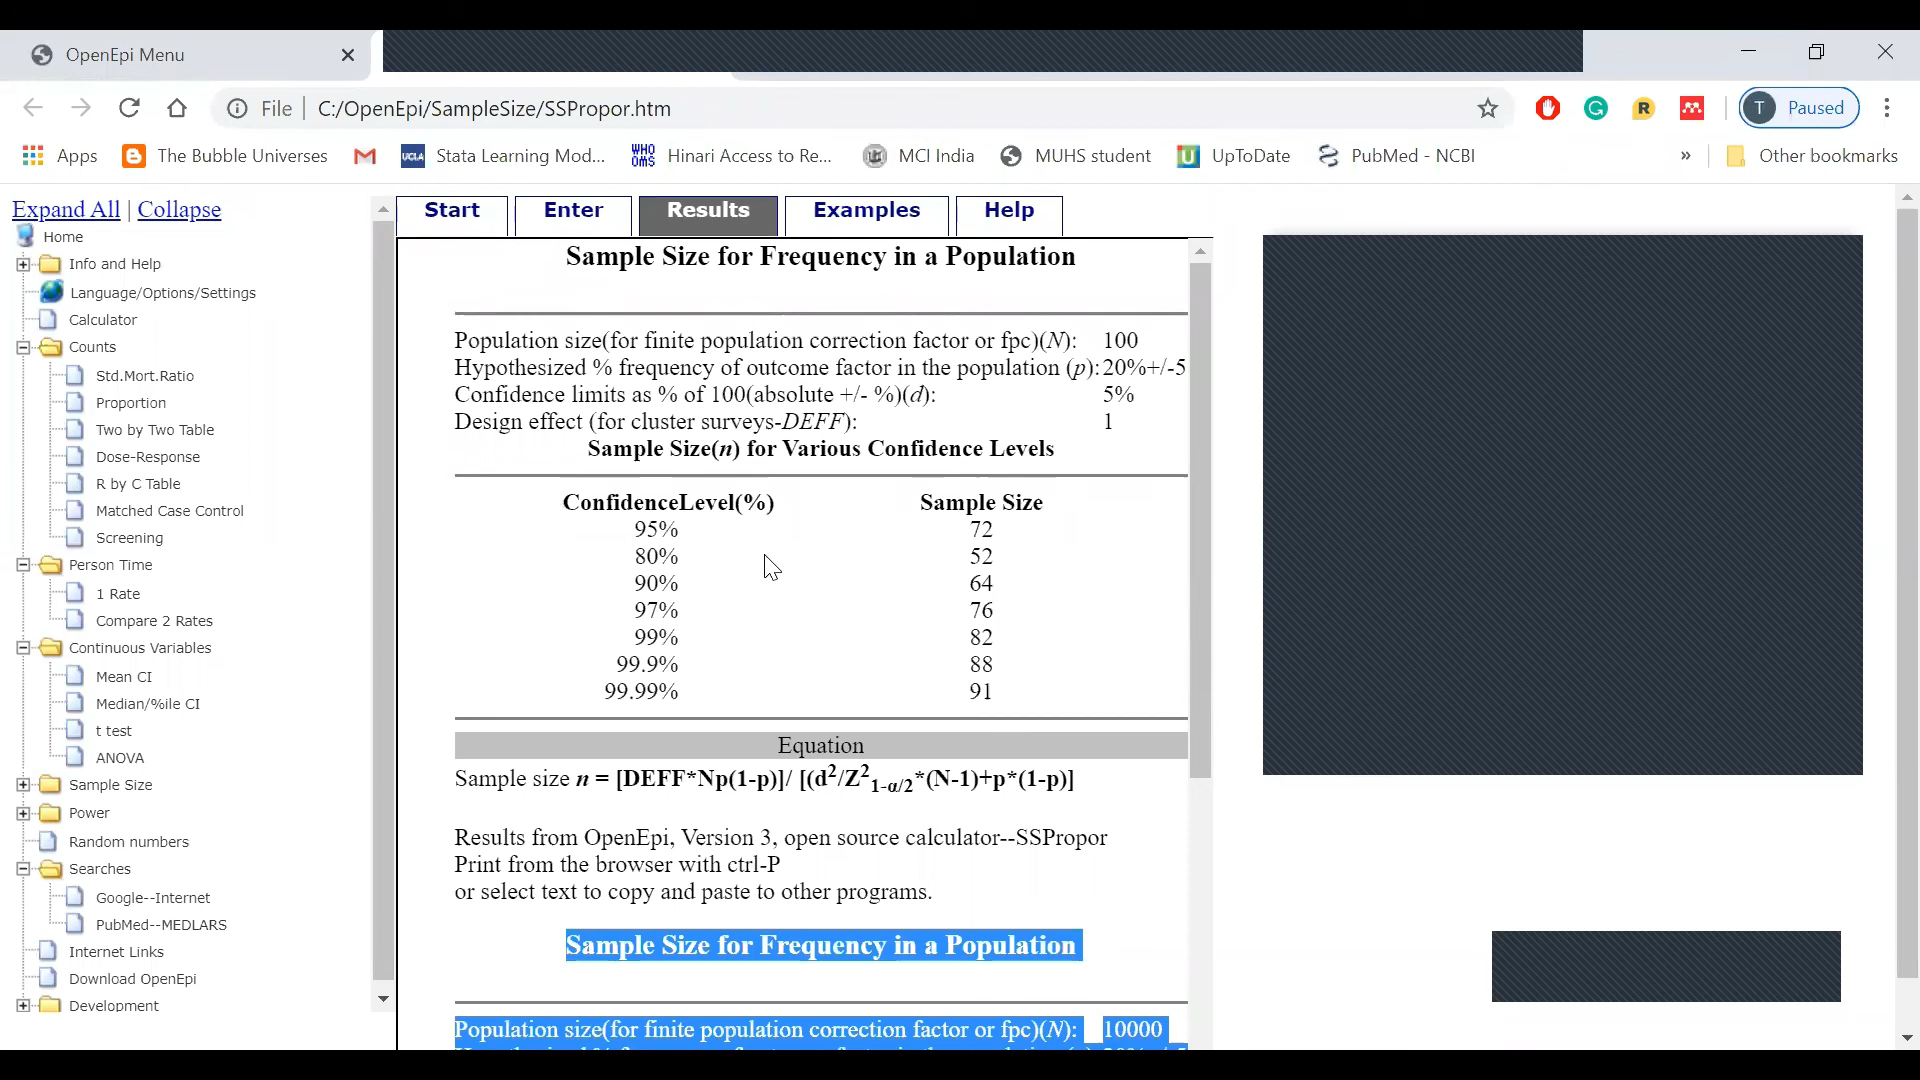 OpenEpi Menu
File C:/OpenEpi/SampleSize/SSPropor.htm
T Paused
Apps The Bubble Universes UCLA Stata Learning Mod... WHO OMS Hinari Access to Re... MCI India MUHS student UpToDate PubMed - NCBI » Other bookmarks
Expand All | Collapse
Home
Info and Help
Language/Options/Settings
Calculator
Counts
Std.Mort.Ratio
Proportion
Two by Two Table
Dose-Response
R by C Table
Matched Case Control
Screening
Person Time
1 Rate
Compare 2 Rates
Continuous Variables
Mean CI
Median/%ile CI
t test
ANOVA
Sample Size
Power
Random numbers
Searches
Google--Internet
PubMed--MEDLARS
Internet Links
Download OpenEpi
Development
Start Enter Results Examples Help
Sample Size for Frequency in a Population
Population size(for finite population correction factor or fpc)(N): 100
Hypothesized % frequency of outcome factor in the population (p): 20%+/-5
Confidence limits as % of 100(absolute +/- %)(d): 5%
Design effect (for cluster surveys-DEFF): 1
Sample Size(n) for Various Confidence Levels
ConfidenceLevel(%) Sample Size
95% 72
80% 52
90% 64
97% 76
99% 82
99.9% 88
99.99% 91
Equation
Sample size n = [DEFF*Np(1-p)]/ [(d²/Z²1-α/2*(N-1)+p*(1-p)]
Results from OpenEpi, Version 3, open source calculator--SSPropor
Print from the browser with ctrl-P
or select text to copy and paste to other programs.
Sample Size for Frequency in a Population
Population size(for finite population correction factor or fpc)(N): 10000